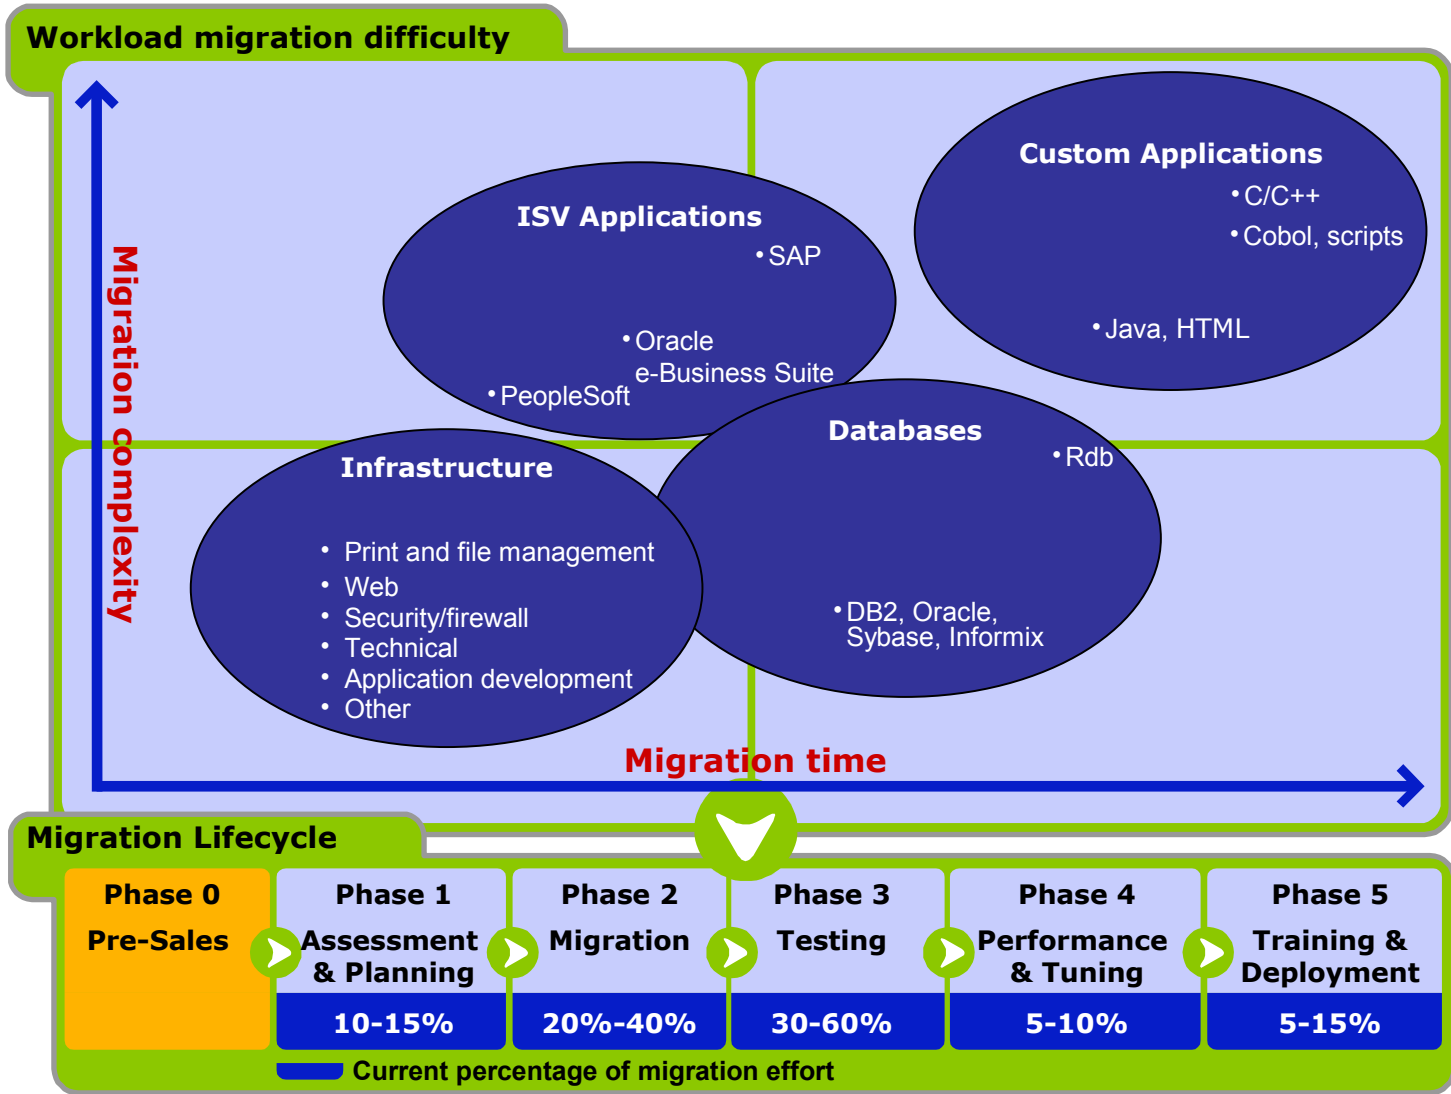 Workload migration difficulty
Custom Applications
• C/C++
• Cobol, scripts
• Java, HTML
ISV Applications
• SAP
• Oracle
e-Business Suite
• PeopleSoft
Migration complexity
Databases
• Rdb
• DB2, Oracle,
Sybase, Informix
Infrastructure
• Print and file management
• Web
• Security/firewall
• Technical
• Application development
• Other
Migration time
Migration Lifecycle
Phase 0
Pre-Sales
Phase 1
Assessment
& Planning
10-15%
Phase 2
Migration
20%-40%
Phase 3
Testing
30-60%
Phase 4
Performance
& Tuning
5-10%
Phase 5
Training &
Deployment
5-15%
Current percentage of migration effort